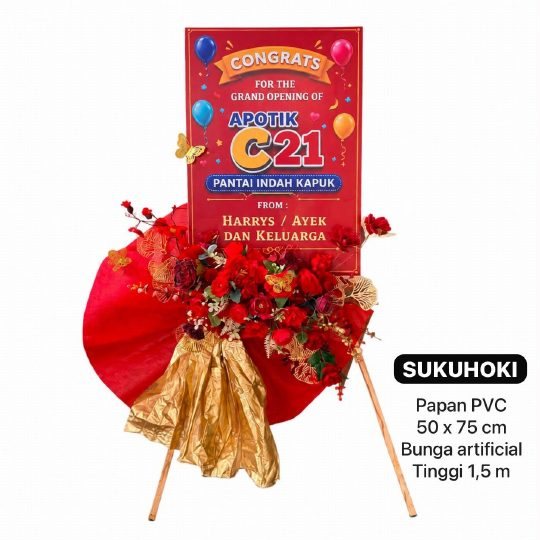 CONGRATS
FOR THE
GRAND OPENING OF
APOTIK
C21
PANTAI INDAH KAPUK
FROM :
HARRYS / AYEK
DAN KELUARGA
SUKUHOKI
Papan PVC
50 x 75 cm
Bunga artificial
Tinggi 1,5 m